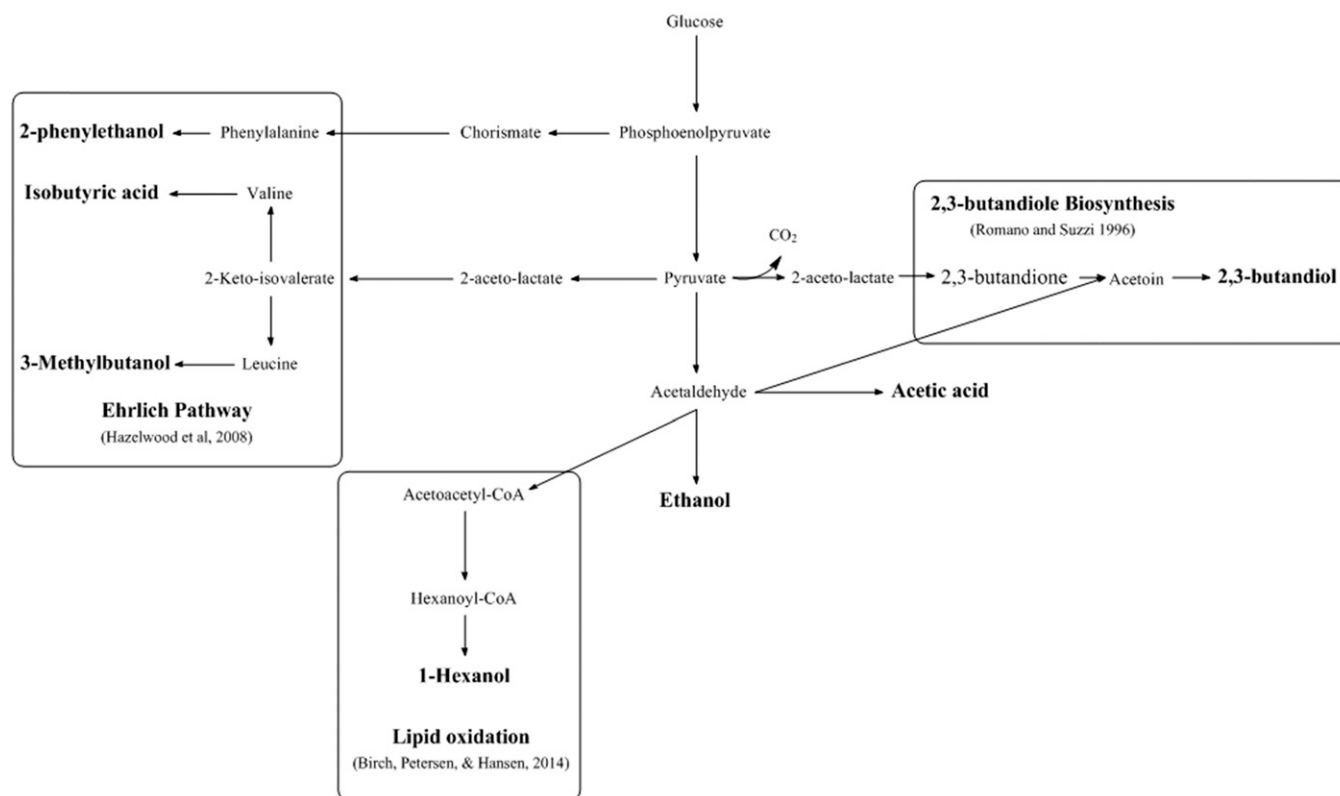 Glucose
2-phenylethanol
Phenylalanine
Chorismate
Phosphoenolpyruvate
Isobutyric acid
Valine
2,3-butandiole Biosynthesis
(Romano and Suzzi 1996)
CO₂
2-Keto-isovalerate
2-aceto-lactate
Pyruvate
2-aceto-lactate
2,3-butandione
Acetoin
2,3-butandiol
3-Methylbutanol
Leucine
Acetaldehyde
Acetic acid
Ehrlich Pathway
(Hazelwood et al, 2008)
Acetoacetyl-CoA
Ethanol
Hexanoyl-CoA
1-Hexanol
Lipid oxidation
(Birch, Petersen, & Hansen, 2014)